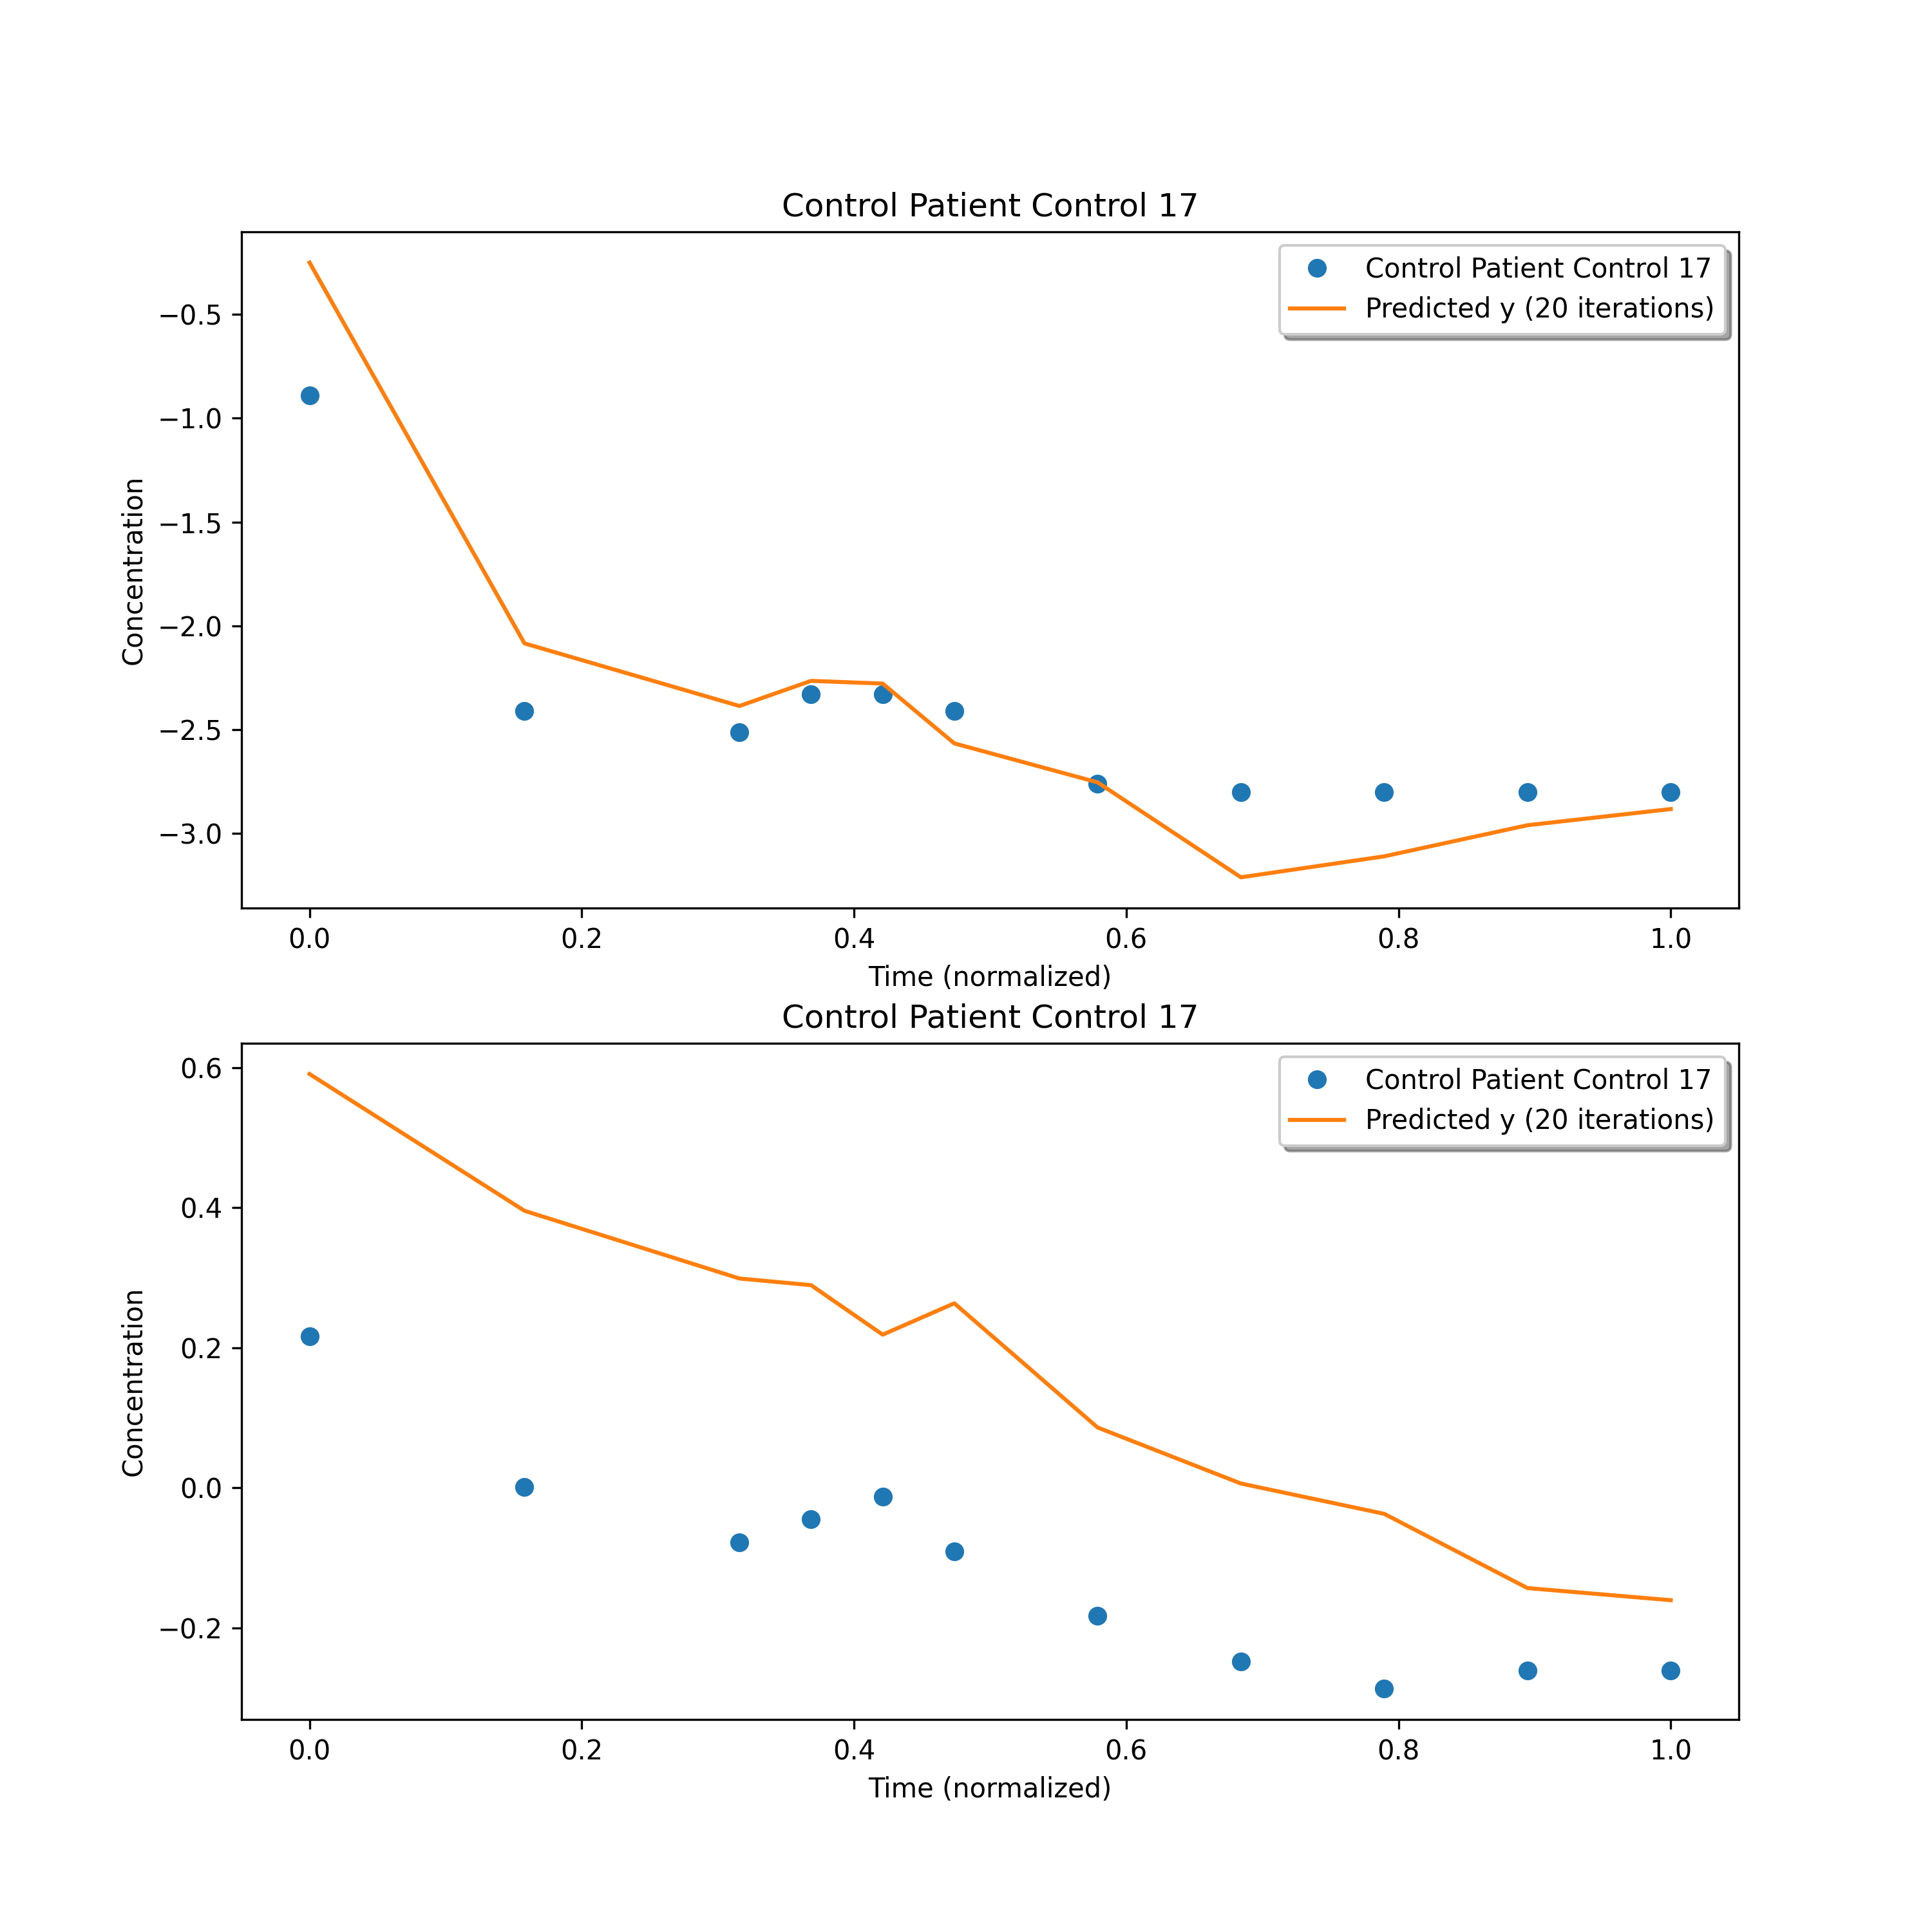 Control Patient Control 17
Control Patient Control 17
Predicted y (20 iterations)
−0.5
−1.0
−1.5
−2.0
−2.5
−3.0
Concentration
0.0 0.2 0.4 0.6 0.8 1.0
Time (normalized)
Control Patient Control 17
Control Patient Control 17
Predicted y (20 iterations)
0.6
0.4
0.2
0.0
−0.2
Concentration
0.0 0.2 0.4 0.6 0.8 1.0
Time (normalized)